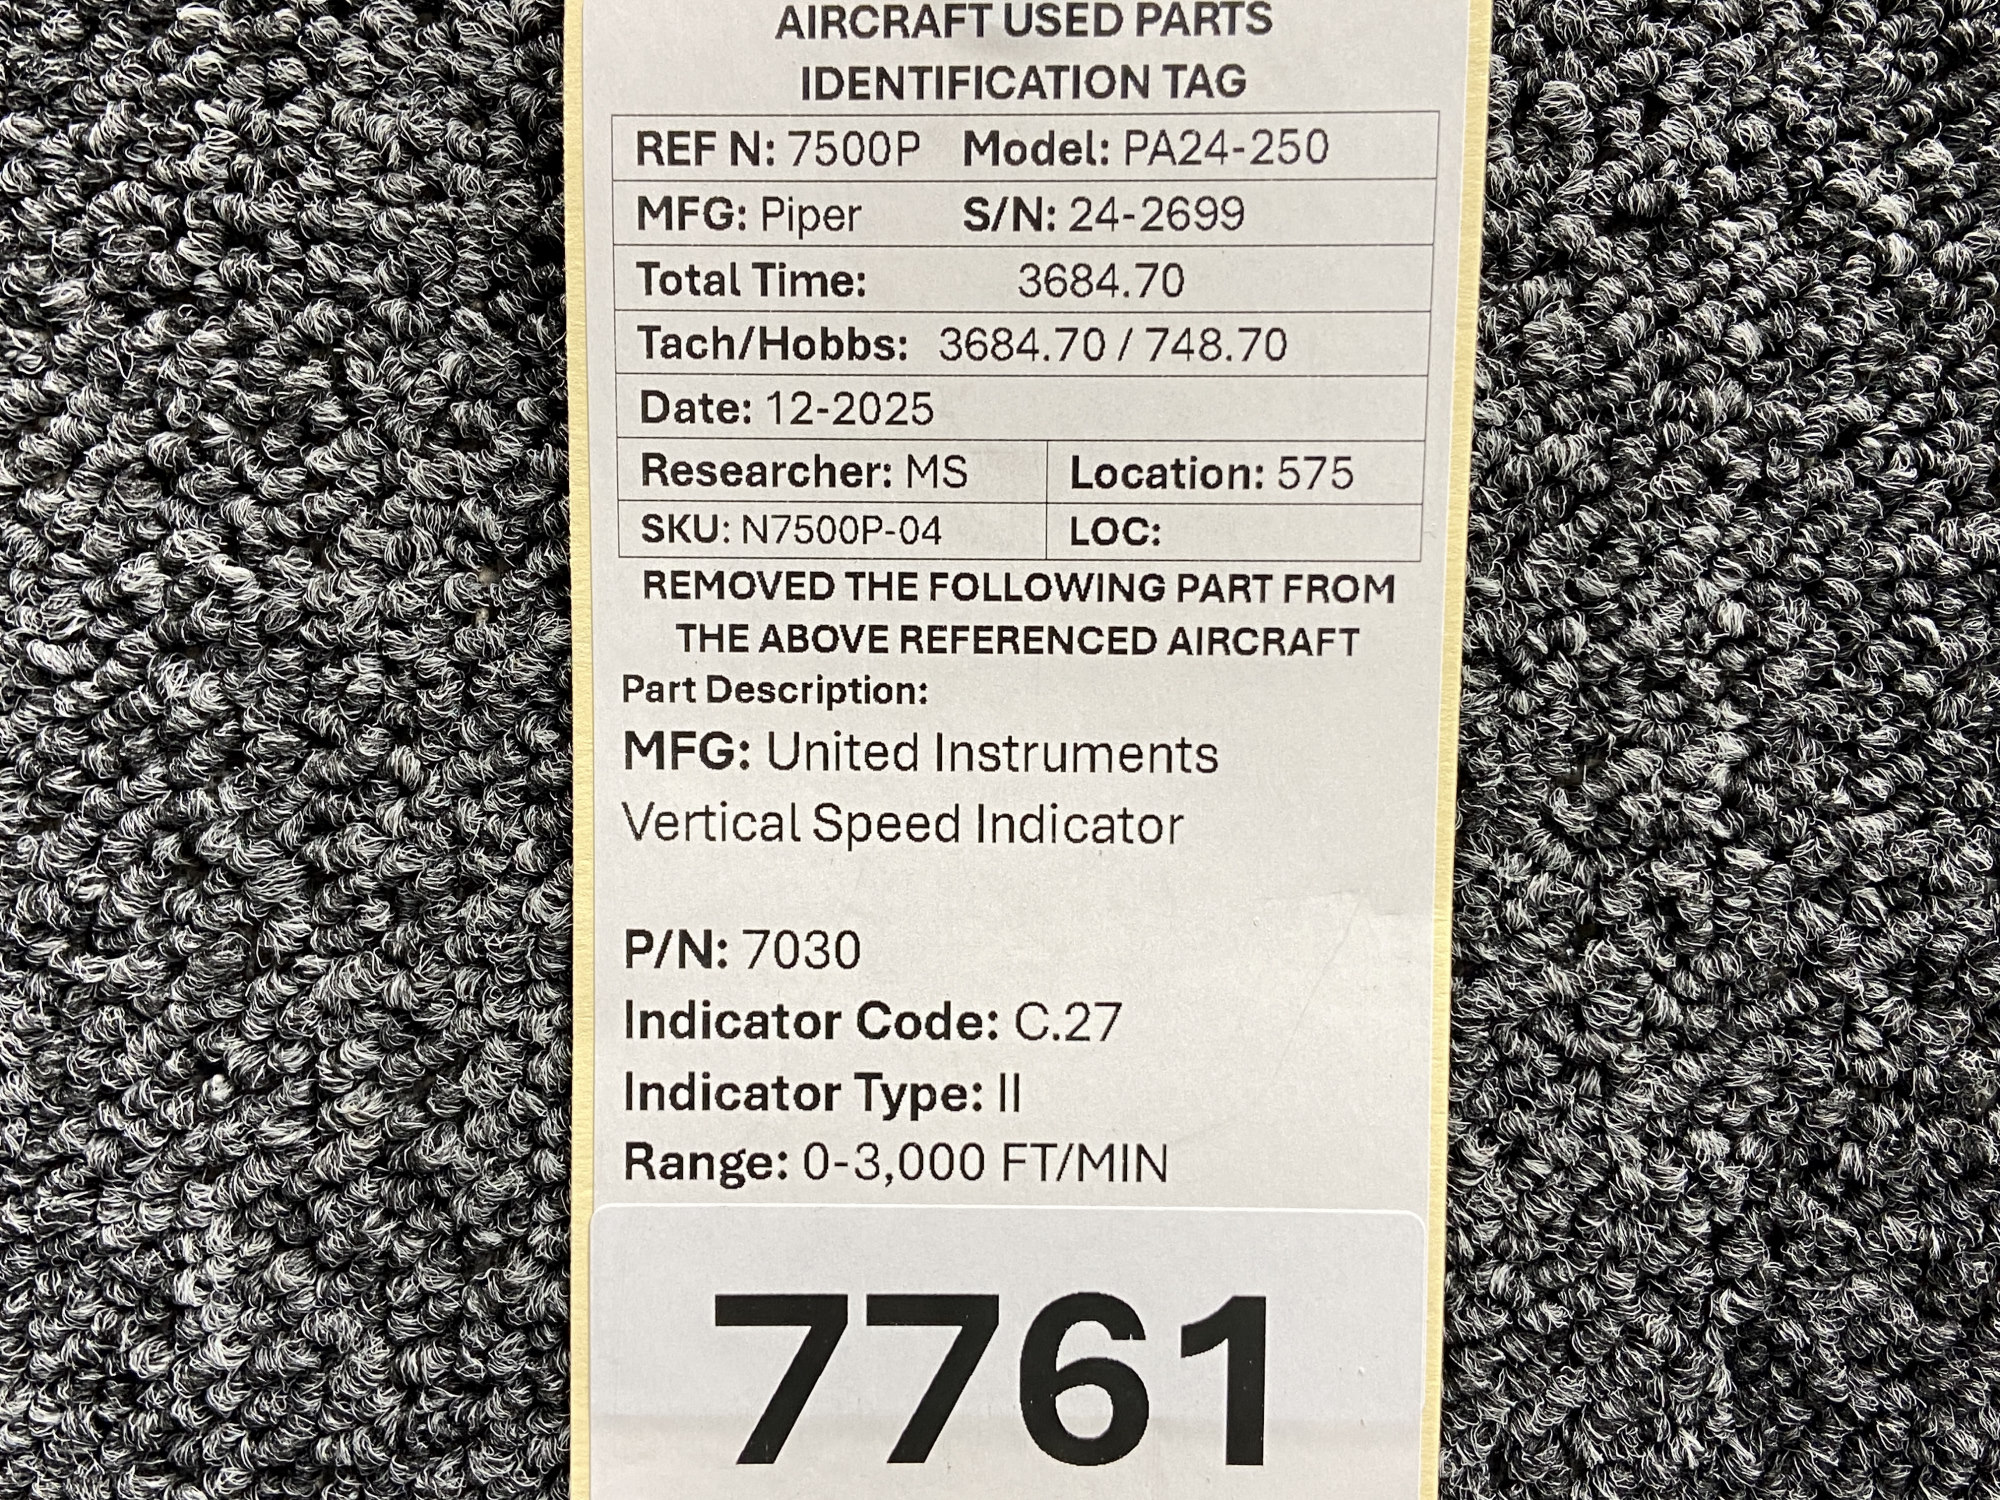 AIRCRAFT USED PARTS
IDENTIFICATION TAG
REF N: 7500P Model: PA24-250
MFG: Piper S/N: 24-2699
Total Time: 3684.70
Tach/Hobbs: 3684.70 / 748.70
Date: 12-2025
Researcher: MS Location: 575
SKU: N7500P-04 LOC:
REMOVED THE FOLLOWING PART FROM
THE ABOVE REFERENCED AIRCRAFT
Part Description:
MFG: United Instruments
Vertical Speed Indicator
P/N: 7030
Indicator Code: C.27
Indicator Type: II
Range: 0-3,000 FT/MIN
7761